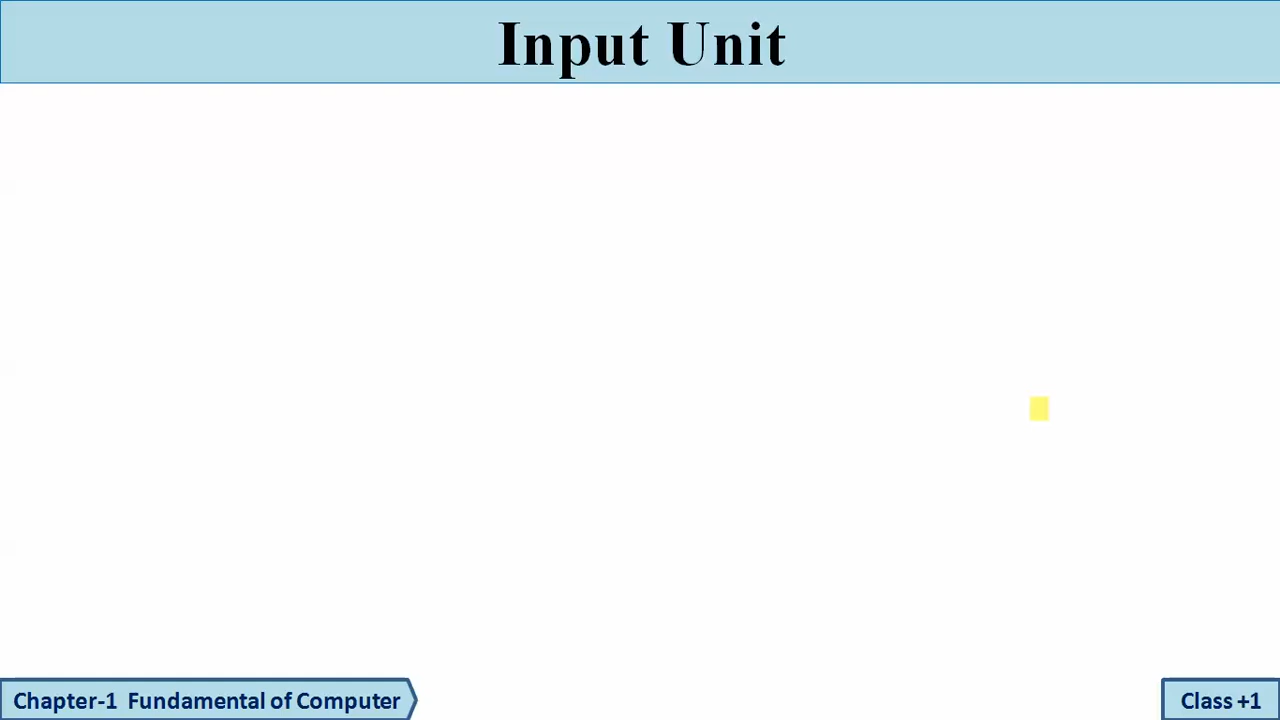 Input Unit
Chapter-1 Fundamental of Computer
Class +1